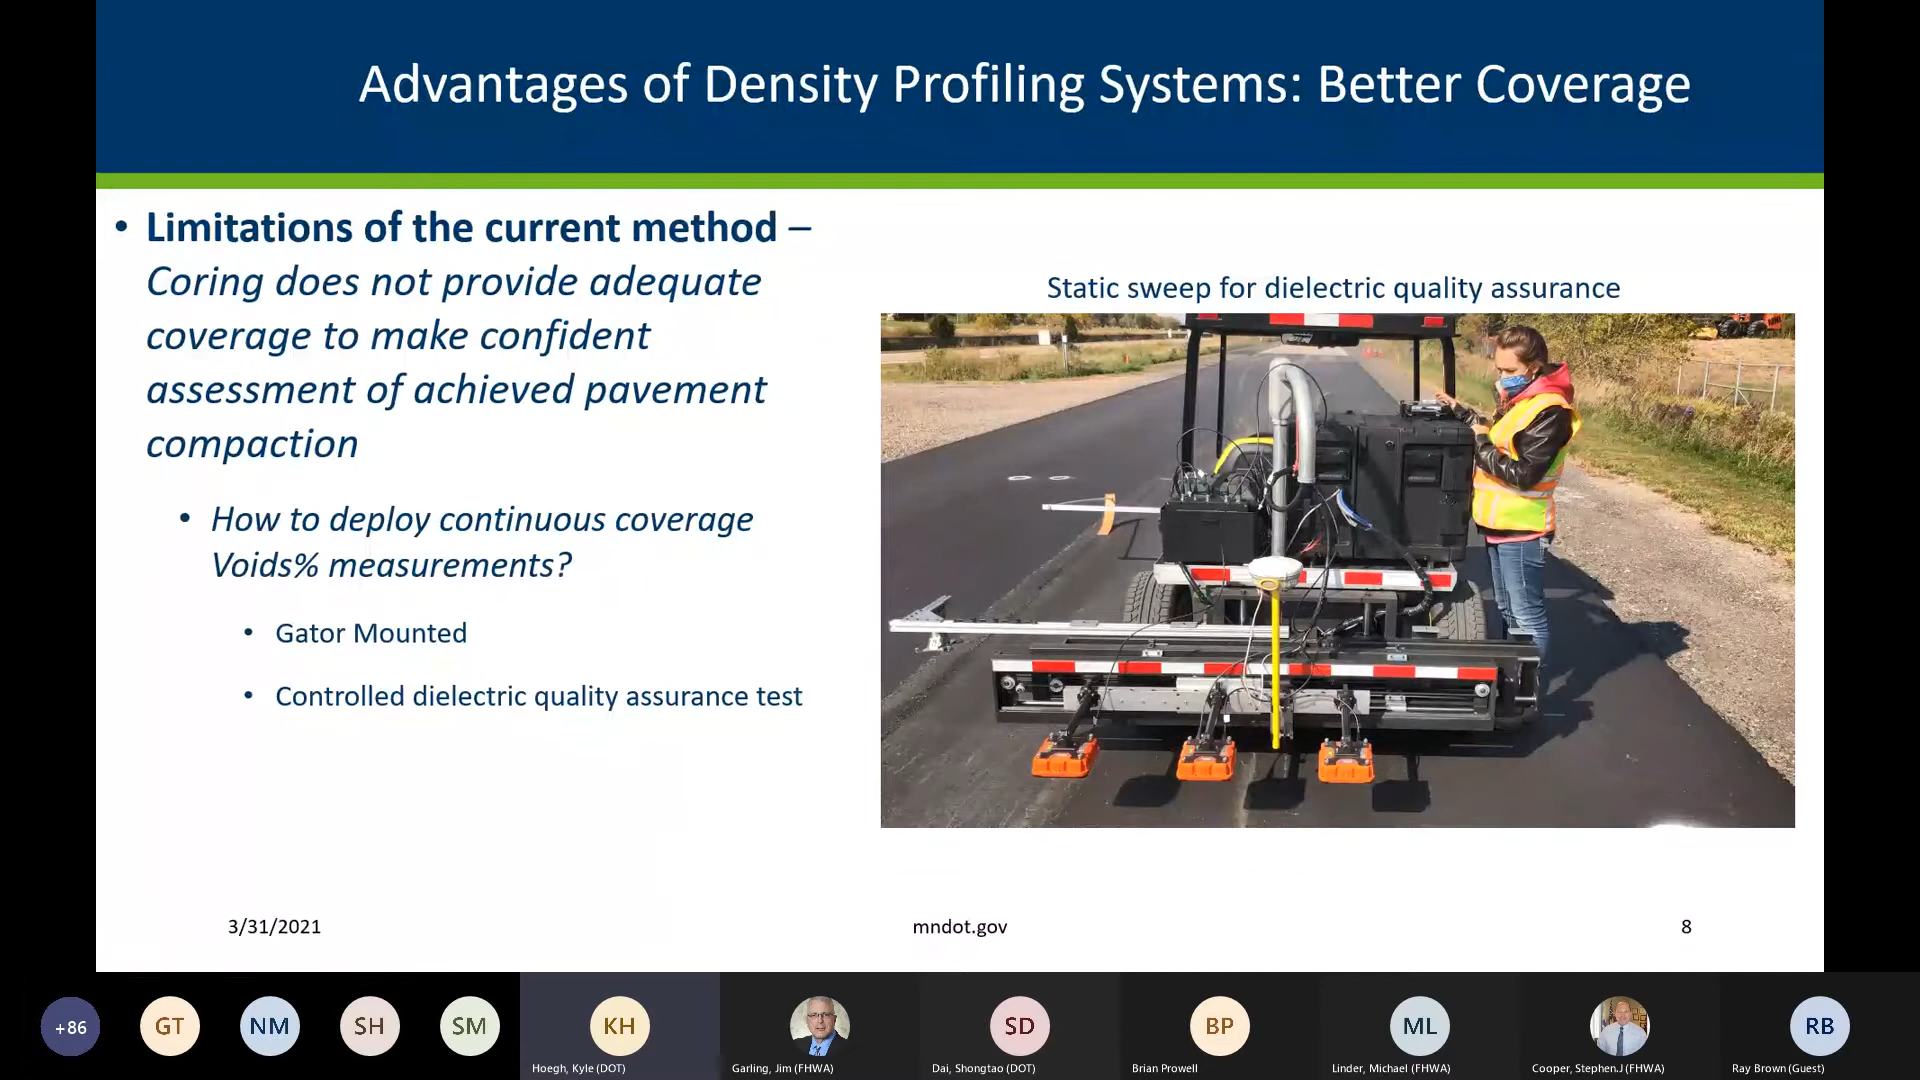 Advantages of Density Profiling Systems: Better Coverage
• Limitations of the current method –
Coring does not provide adequate
coverage to make confident
assessment of achieved pavement
compaction
• How to deploy continuous coverage
Voids% measurements?
• Gator Mounted
• Controlled dielectric quality assurance test
Static sweep for dielectric quality assurance
3/31/2021
mndot.gov
8
+86
GT
NM
SH
SM
KH
SD
BP
ML
RB
Hoegh, Kyle (DOT)
Garling, Jim (FHWA)
Dai, Shongtao (DOT)
Brian Prowell
Linder, Michael (FHWA)
Cooper, Stephen.J (FHWA)
Ray Brown (Guest)